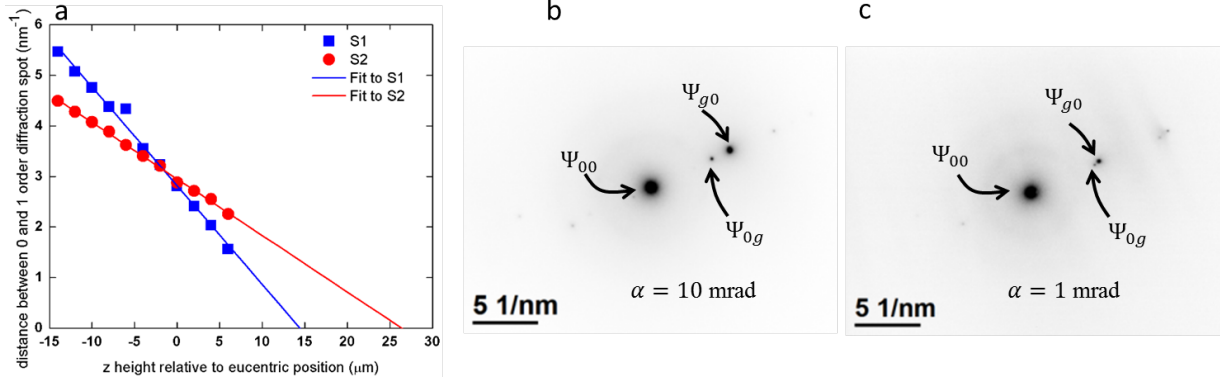 a
distance between 0 and 1 order diffraction spot (nm⁻¹)
6
5
4
3
2
1
0
-15
-10
-5
0
5
10
15
20
25
30
z height relative to eucentric position (μm)
S1
S2
Fit to S1
Fit to S2
b
Ψg0
Ψ00
Ψ0g
α = 10 mrad
5 1/nm
c
Ψg0
Ψ00
Ψ0g
α = 1 mrad
5 1/nm